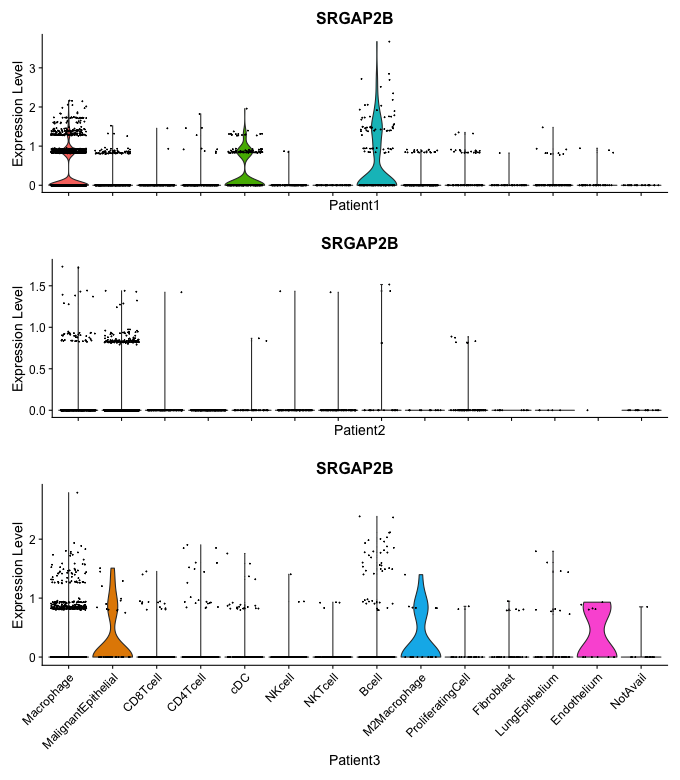 SRGAP2B
Expression Level
3
2
1
0
Patient1
SRGAP2B
Expression Level
1.5
1.0
0.5
0.0
Patient2
SRGAP2B
Expression Level
2
1
0
Macrophage
MalignantEpithelial
CD8Tcell
CD4Tcell
cDC
NKcell
NKTcell
Bcell
M2Macrophage
ProliferatingCell
Fibroblast
LungEpithelium
Endothelium
NotAvail
Patient3